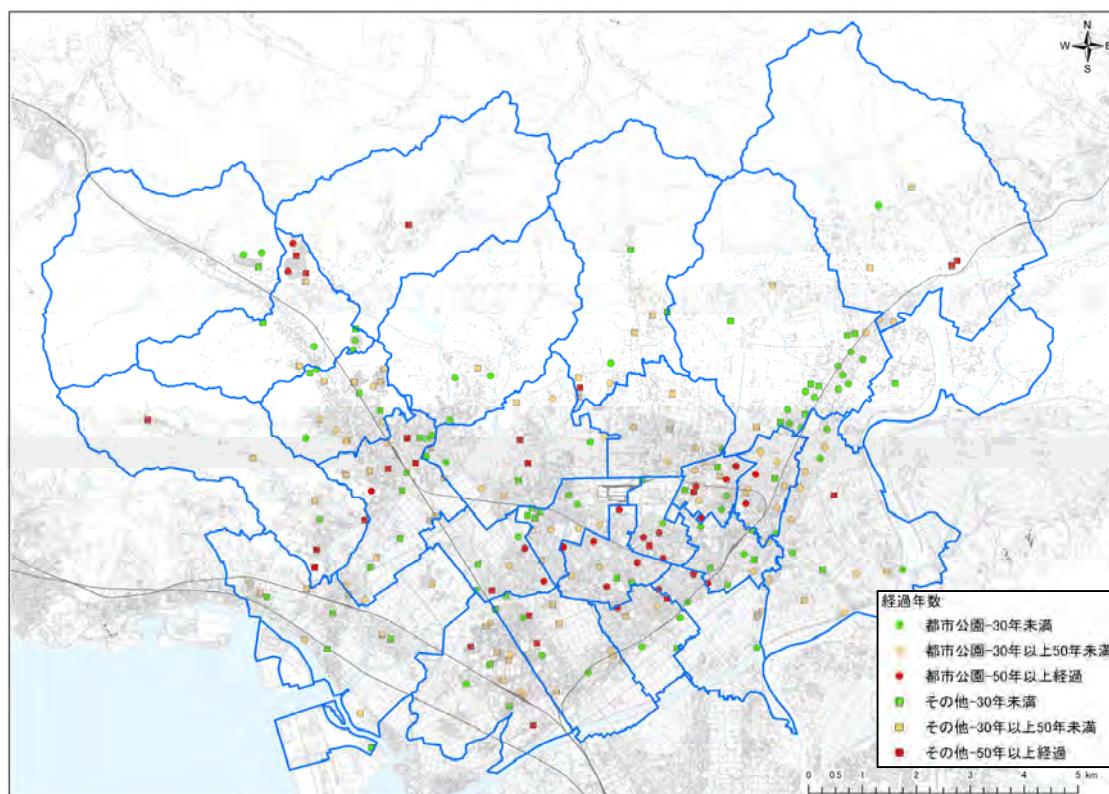 N
W E
S
経過年数
都市公園-30年未満
都市公園-30年以上50年未満
都市公園-50年以上経過
その他-30年未満
その他-30年以上50年未満
その他-50年以上経過
0 0.5 1 2 3 4 5 km